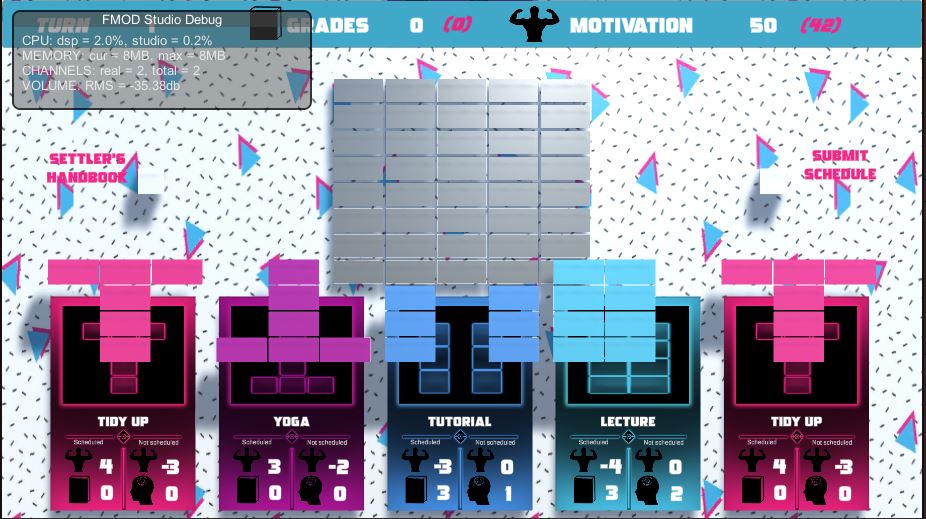 FMOD Studio Debug
CPU: dsp = 2.0%, studio = 0.2%
MEMORY: cur = 8MB, max = 8MB
CHANNELS: real = 2, total = 2
VOLUME: RMS = -35.38db
TURN 1 GRADES 0 (0) MOTIVATION 50 (42)
SETTLER'S
HANDBOOK
SUBMIT
SCHEDULE
TIDY UP
Scheduled Not scheduled
4 -3
0 0
YOGA
Scheduled Not scheduled
3 -2
0 0
TUTORIAL
Scheduled Not scheduled
-3 0
3 1
LECTURE
Scheduled Not scheduled
-4 0
3 2
TIDY UP
Scheduled Not scheduled
4 -3
0 0